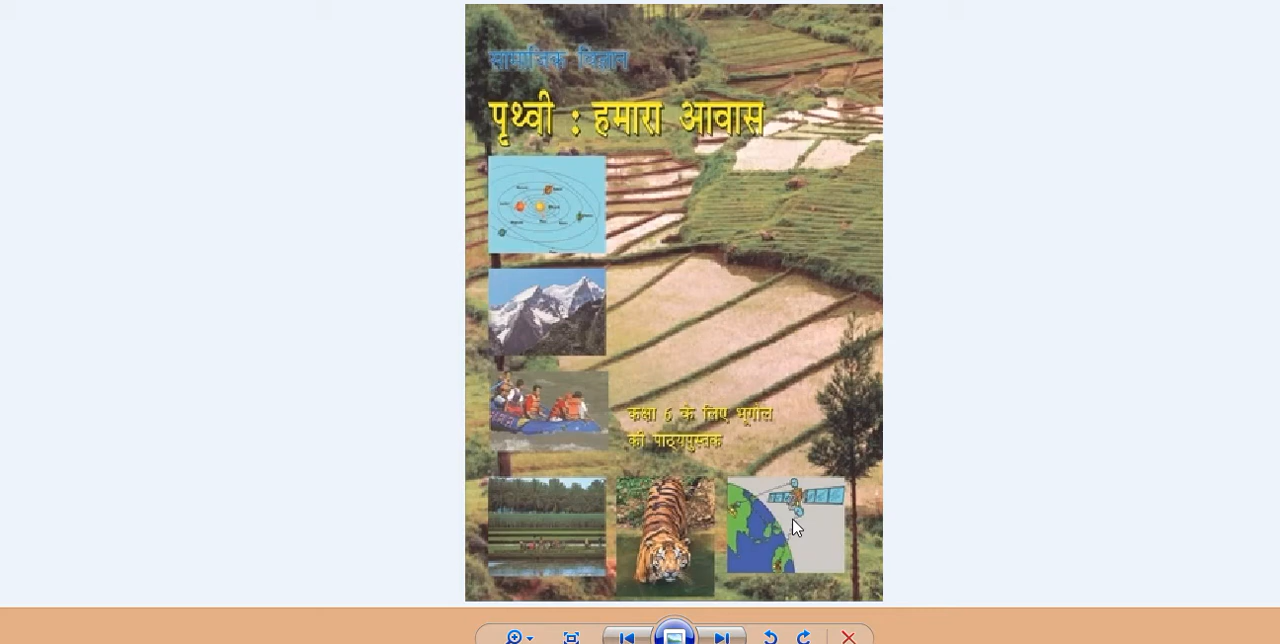 सामाजिक विज्ञान
पृथ्वी : हमारा आवास
कक्षा 6 के लिए भूगोल
की पाठ्यपुस्तक